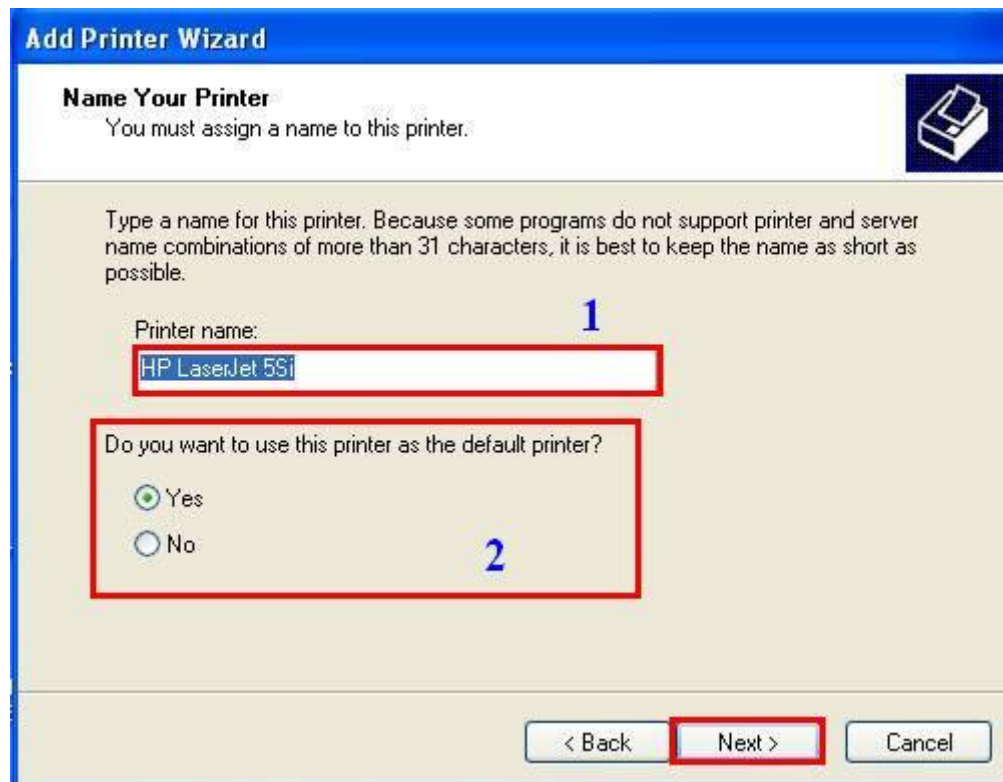 Add Printer Wizard
Name Your Printer
You must assign a name to this printer.
Type a name for this printer. Because some programs do not support printer and server
name combinations of more than 31 characters, it is best to keep the name as short as
possible.
1
Printer name:
HP LaserJet 5Si
Do you want to use this printer as the default printer?
Yes
No
2
< Back
Next >
Cancel